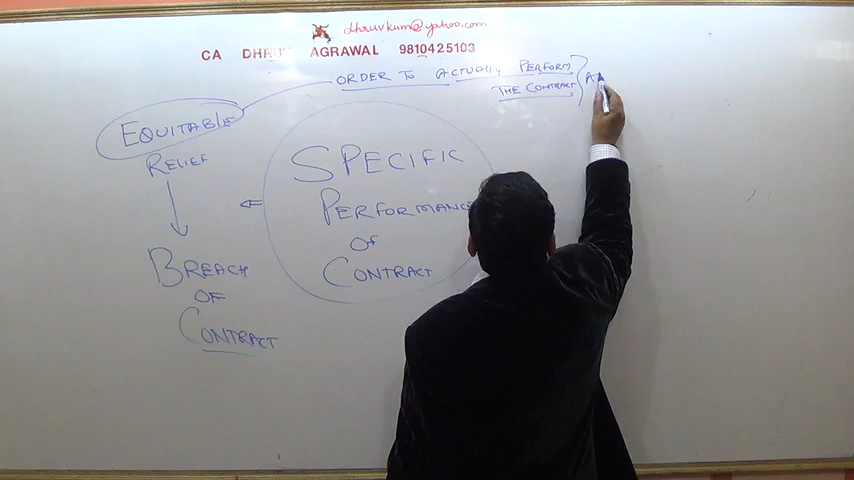 dhruvkum@yahoo.com
CA DHRU AGRAWAL 9810425103
ORDER TO ACTUALLY PERFORM
THE CONTRACT
EQUITABLE
RELIEF
BREACH
OF
CONTRACT
SPECIFIC
PERFORMANCE
Of
CONTRACT